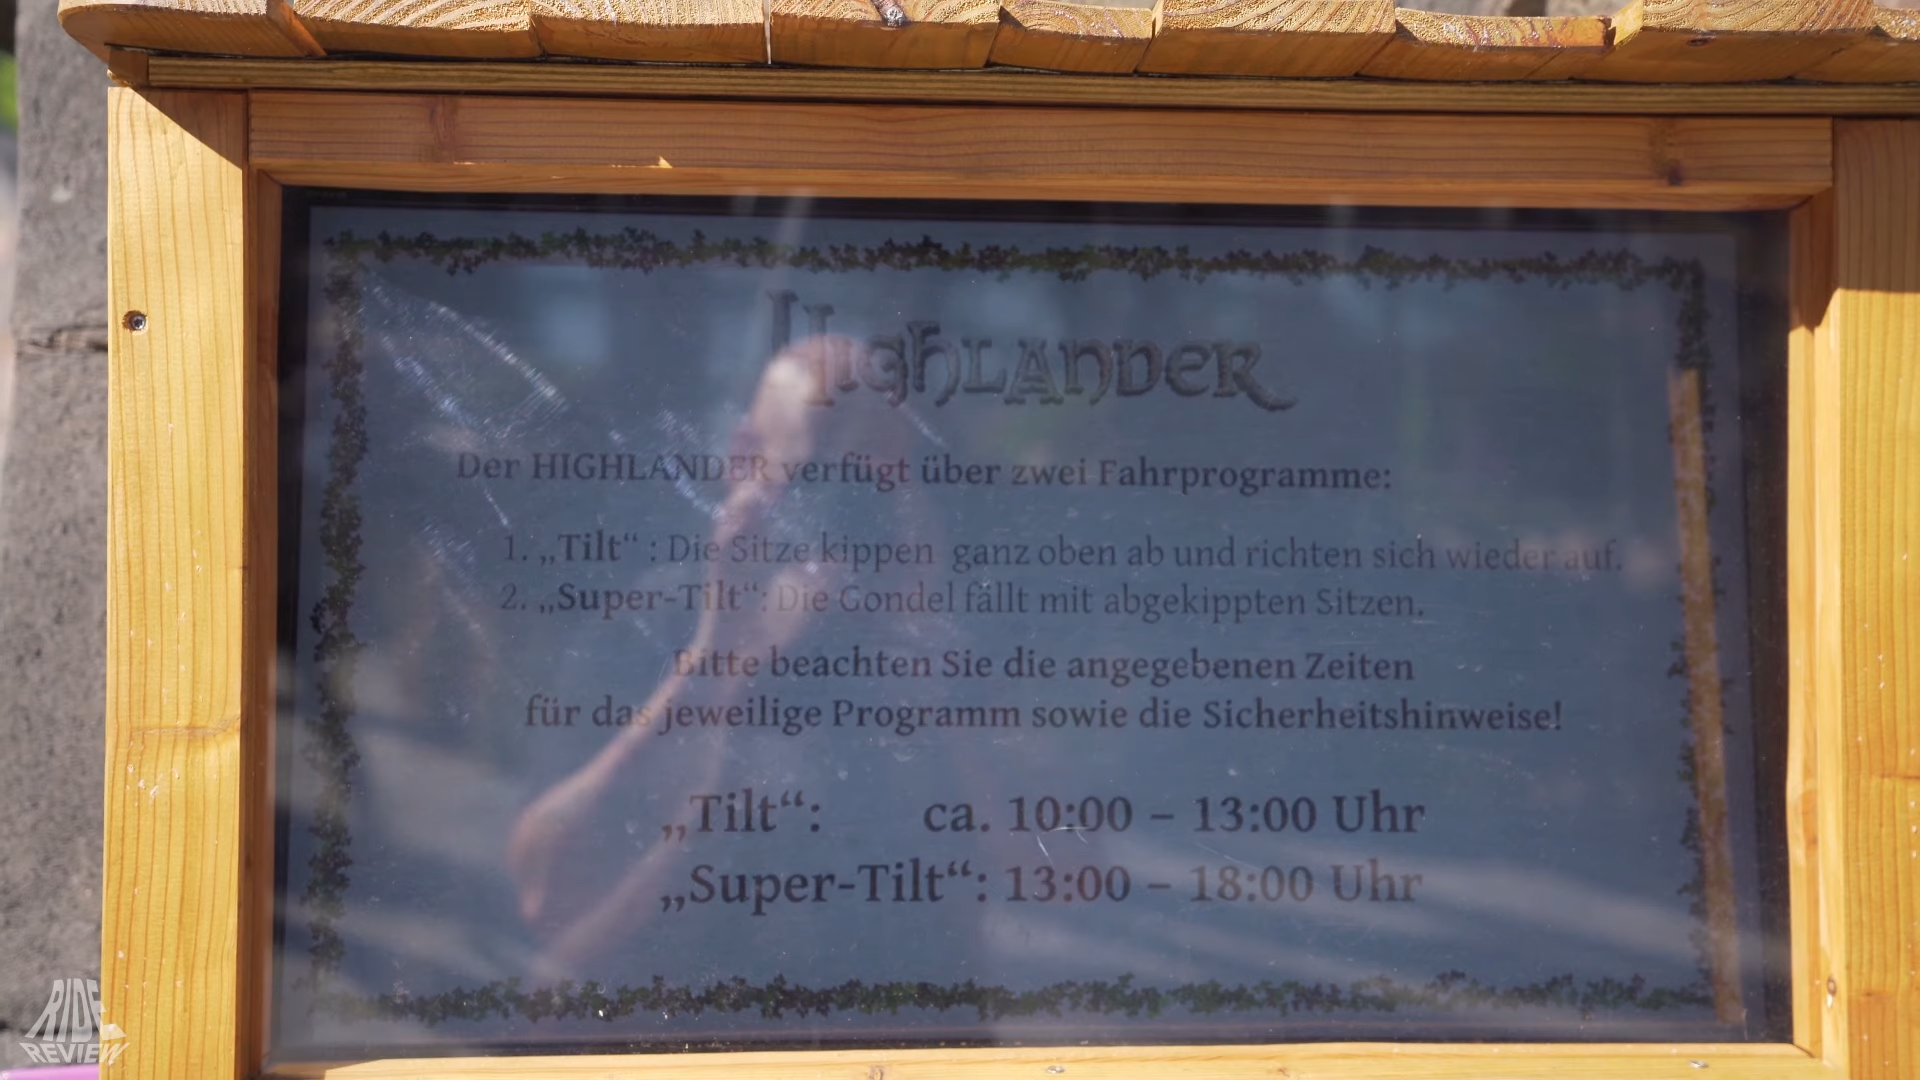 Highlander
Der HIGHLANDER verfügt über zwei Fahrprogramme:
1. „Tilt“ : Die Sitze kippen ganz oben ab und richten sich wieder auf.
2. „Super-Tilt“: Die Gondel fällt mit abgekippten Sitzen.
Bitte beachten Sie die angegebenen Zeiten
für das jeweilige Programm sowie die Sicherheitshinweise!
„Tilt“: ca. 10:00 – 13:00 Uhr
„Super-Tilt“: 13:00 – 18:00 Uhr
RIDE
REVIEW